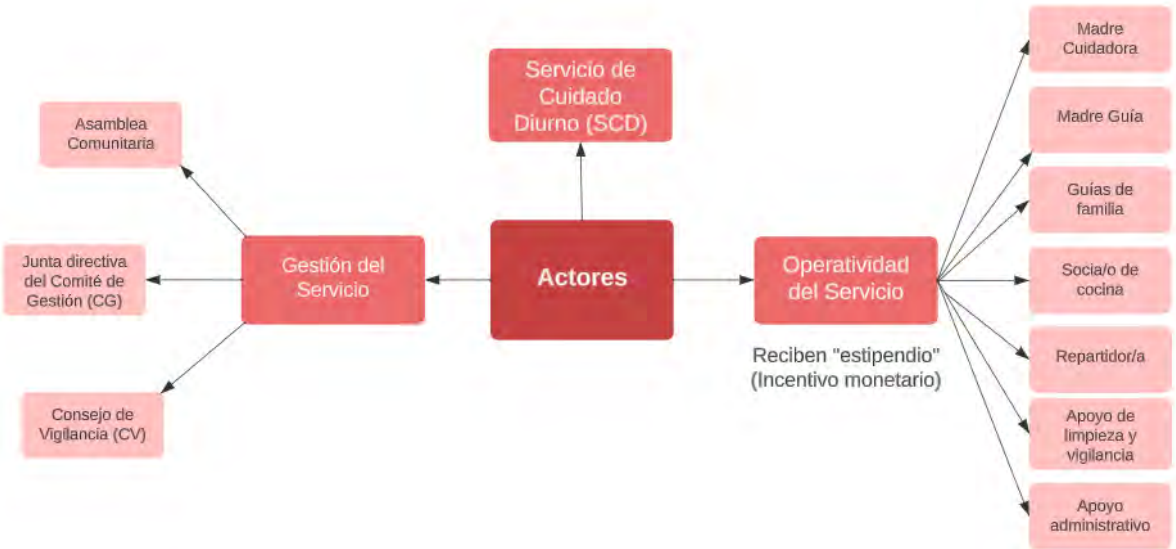 Servicio de
Cuidado
Diurno (SCD)
Asamblea
Comunitaria
Junta directiva
del Comité de
Gestión (CG)
Consejo de
Vigilancia (CV)
Gestión del
Servicio
Actores
Operatividad
del Servicio
Reciben "estipendio"
(Incentivo monetario)
Madre
Cuidadora
Madre Guía
Guías de
familia
Socia/o de
cocina
Repartidor/a
Apoyo de
limpieza y
vigilancia
Apoyo
administrativo